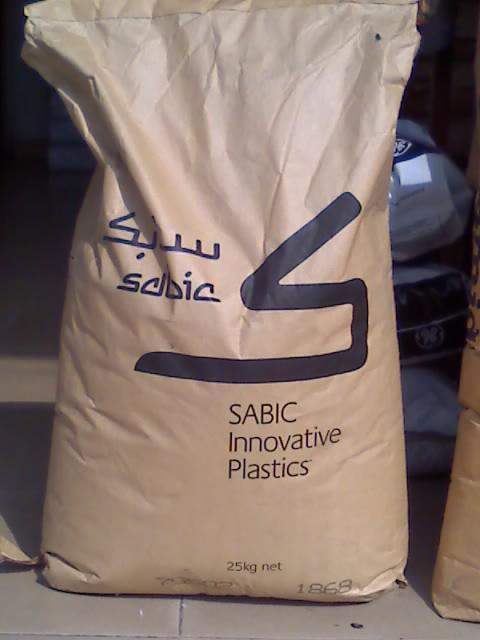 سابك
sabic
SABIC
Innovative
Plastics
25kg net
1868